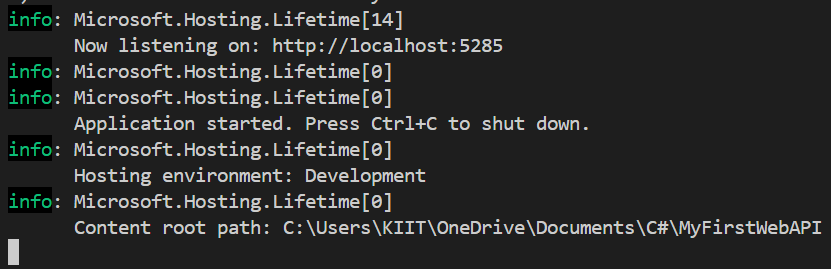 info: Microsoft.Hosting.Lifetime[14]
Now listening on: http://localhost:5285
info: Microsoft.Hosting.Lifetime[0]
info: Microsoft.Hosting.Lifetime[0]
Application started. Press Ctrl+C to shut down.
info: Microsoft.Hosting.Lifetime[0]
Hosting environment: Development
info: Microsoft.Hosting.Lifetime[0]
Content root path: C:\Users\KIIT\OneDrive\Documents\C#\MyFirstWebAPI